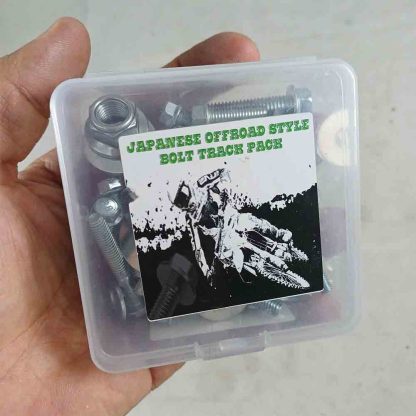 JAPANESE OFFROAD STYLE
BOLT TRACK PACK